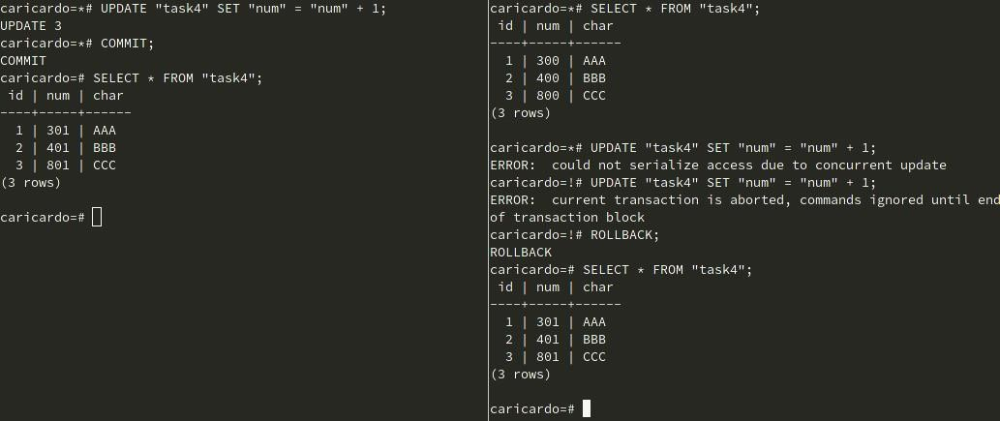 caricardo=*# UPDATE "task4" SET "num" = "num" + 1;
UPDATE 3
caricardo=*# COMMIT;
COMMIT
caricardo=# SELECT * FROM "task4";
 id | num | char
----+-----+------
  1 | 301 | AAA
  2 | 401 | BBB
  3 | 801 | CCC
(3 rows)

caricardo=#
caricardo=*# SELECT * FROM "task4";
 id | num | char
----+-----+------
  1 | 300 | AAA
  2 | 400 | BBB
  3 | 800 | CCC
(3 rows)

caricardo=*# UPDATE "task4" SET "num" = "num" + 1;
ERROR:  could not serialize access due to concurrent update
caricardo=!# UPDATE "task4" SET "num" = "num" + 1;
ERROR:  current transaction is aborted, commands ignored until end
of transaction block
caricardo=!# ROLLBACK;
ROLLBACK
caricardo=# SELECT * FROM "task4";
 id | num | char
----+-----+------
  1 | 301 | AAA
  2 | 401 | BBB
  3 | 801 | CCC
(3 rows)

caricardo=#